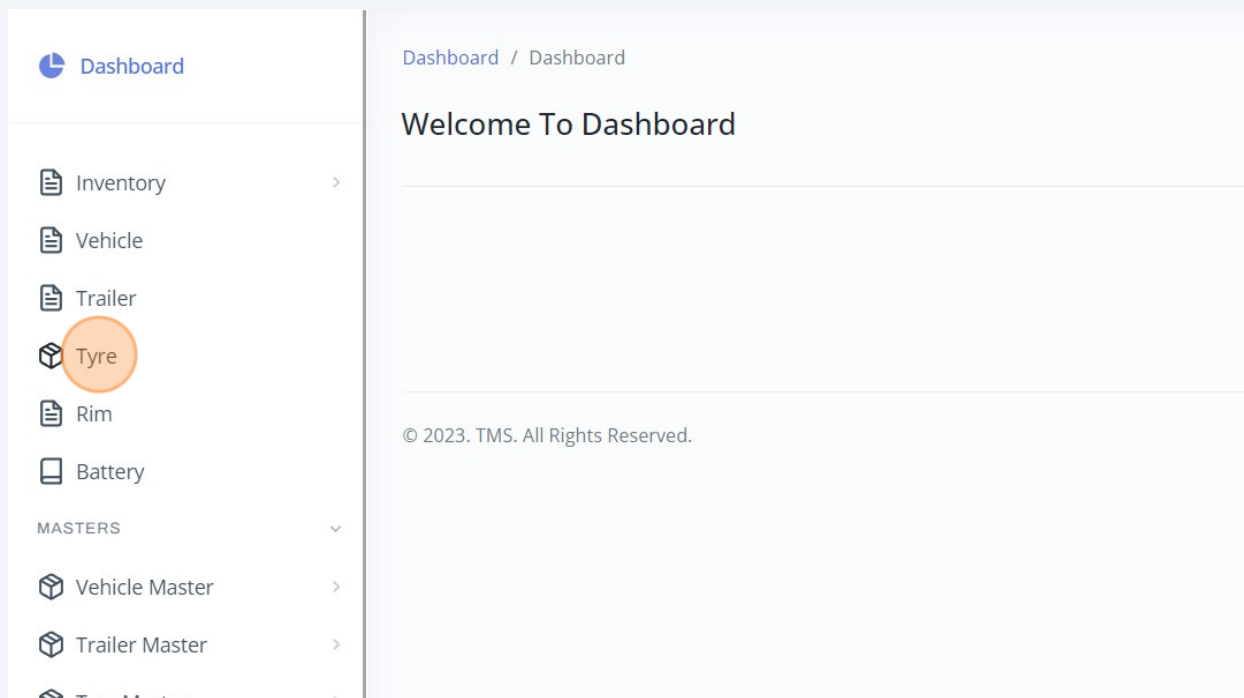 Dashboard
Inventory
Vehicle
Trailer
Tyre
Rim
Battery
MASTERS
Vehicle Master
Trailer Master
Dashboard / Dashboard
Welcome To Dashboard
© 2023. TMS. All Rights Reserved.